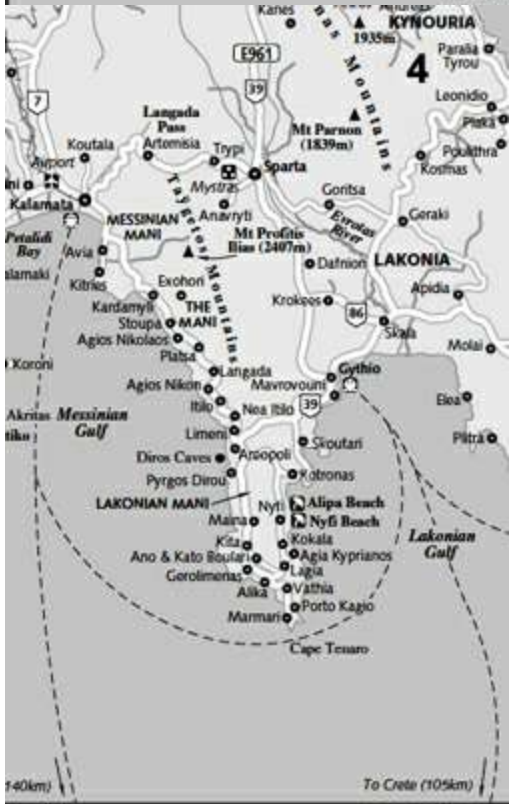 Kanes
KYNOURIA
1935m
Paralia
Tyrou
E961
4
39
Mountains
Leonidio
7
Plaka
Langada
Pass
Mt Parnon
(1839m)
Koutala
Artemisia
Trypi
Poulithra
Airport
Sparta
Kosmas
Mystras
Kalamata
Goritsa
Anavryti
Evrotas
River
Geraki
MESSINIAN
MANI
Mt Profitis
Ilias (2407m)
Petalidi
Bay
Avia
Taygetos Mountains
Dafnion
LAKONIA
Kitries
Exohori
Apidia
Kardamyli
THE
MANI
Krokees
86
Stoupa
Skala
Agios Nikolaos
Platsa
Molai
Koroni
Langada
Gythio
Agios Nikon
Mavrovouni
Elea
Itilo
39
Akritas
Messinian
Gulf
Nea Itilo
Limeni
Skoutari
Plitra
Diros Caves
Areopoli
Pyrgos Dirou
Kotronas
LAKONIAN MANI
Nyfi
Alipa Beach
Maina
Nyfi Beach
Lakonian
Gulf
Kita
Kokala
Ano & Kato Boulari
Agia Kyprianos
Gerolimenas
Lagia
Alika
Vathia
Porto Kagio
Marmari
Cape Tenaro
140km)
To Crete (105km)